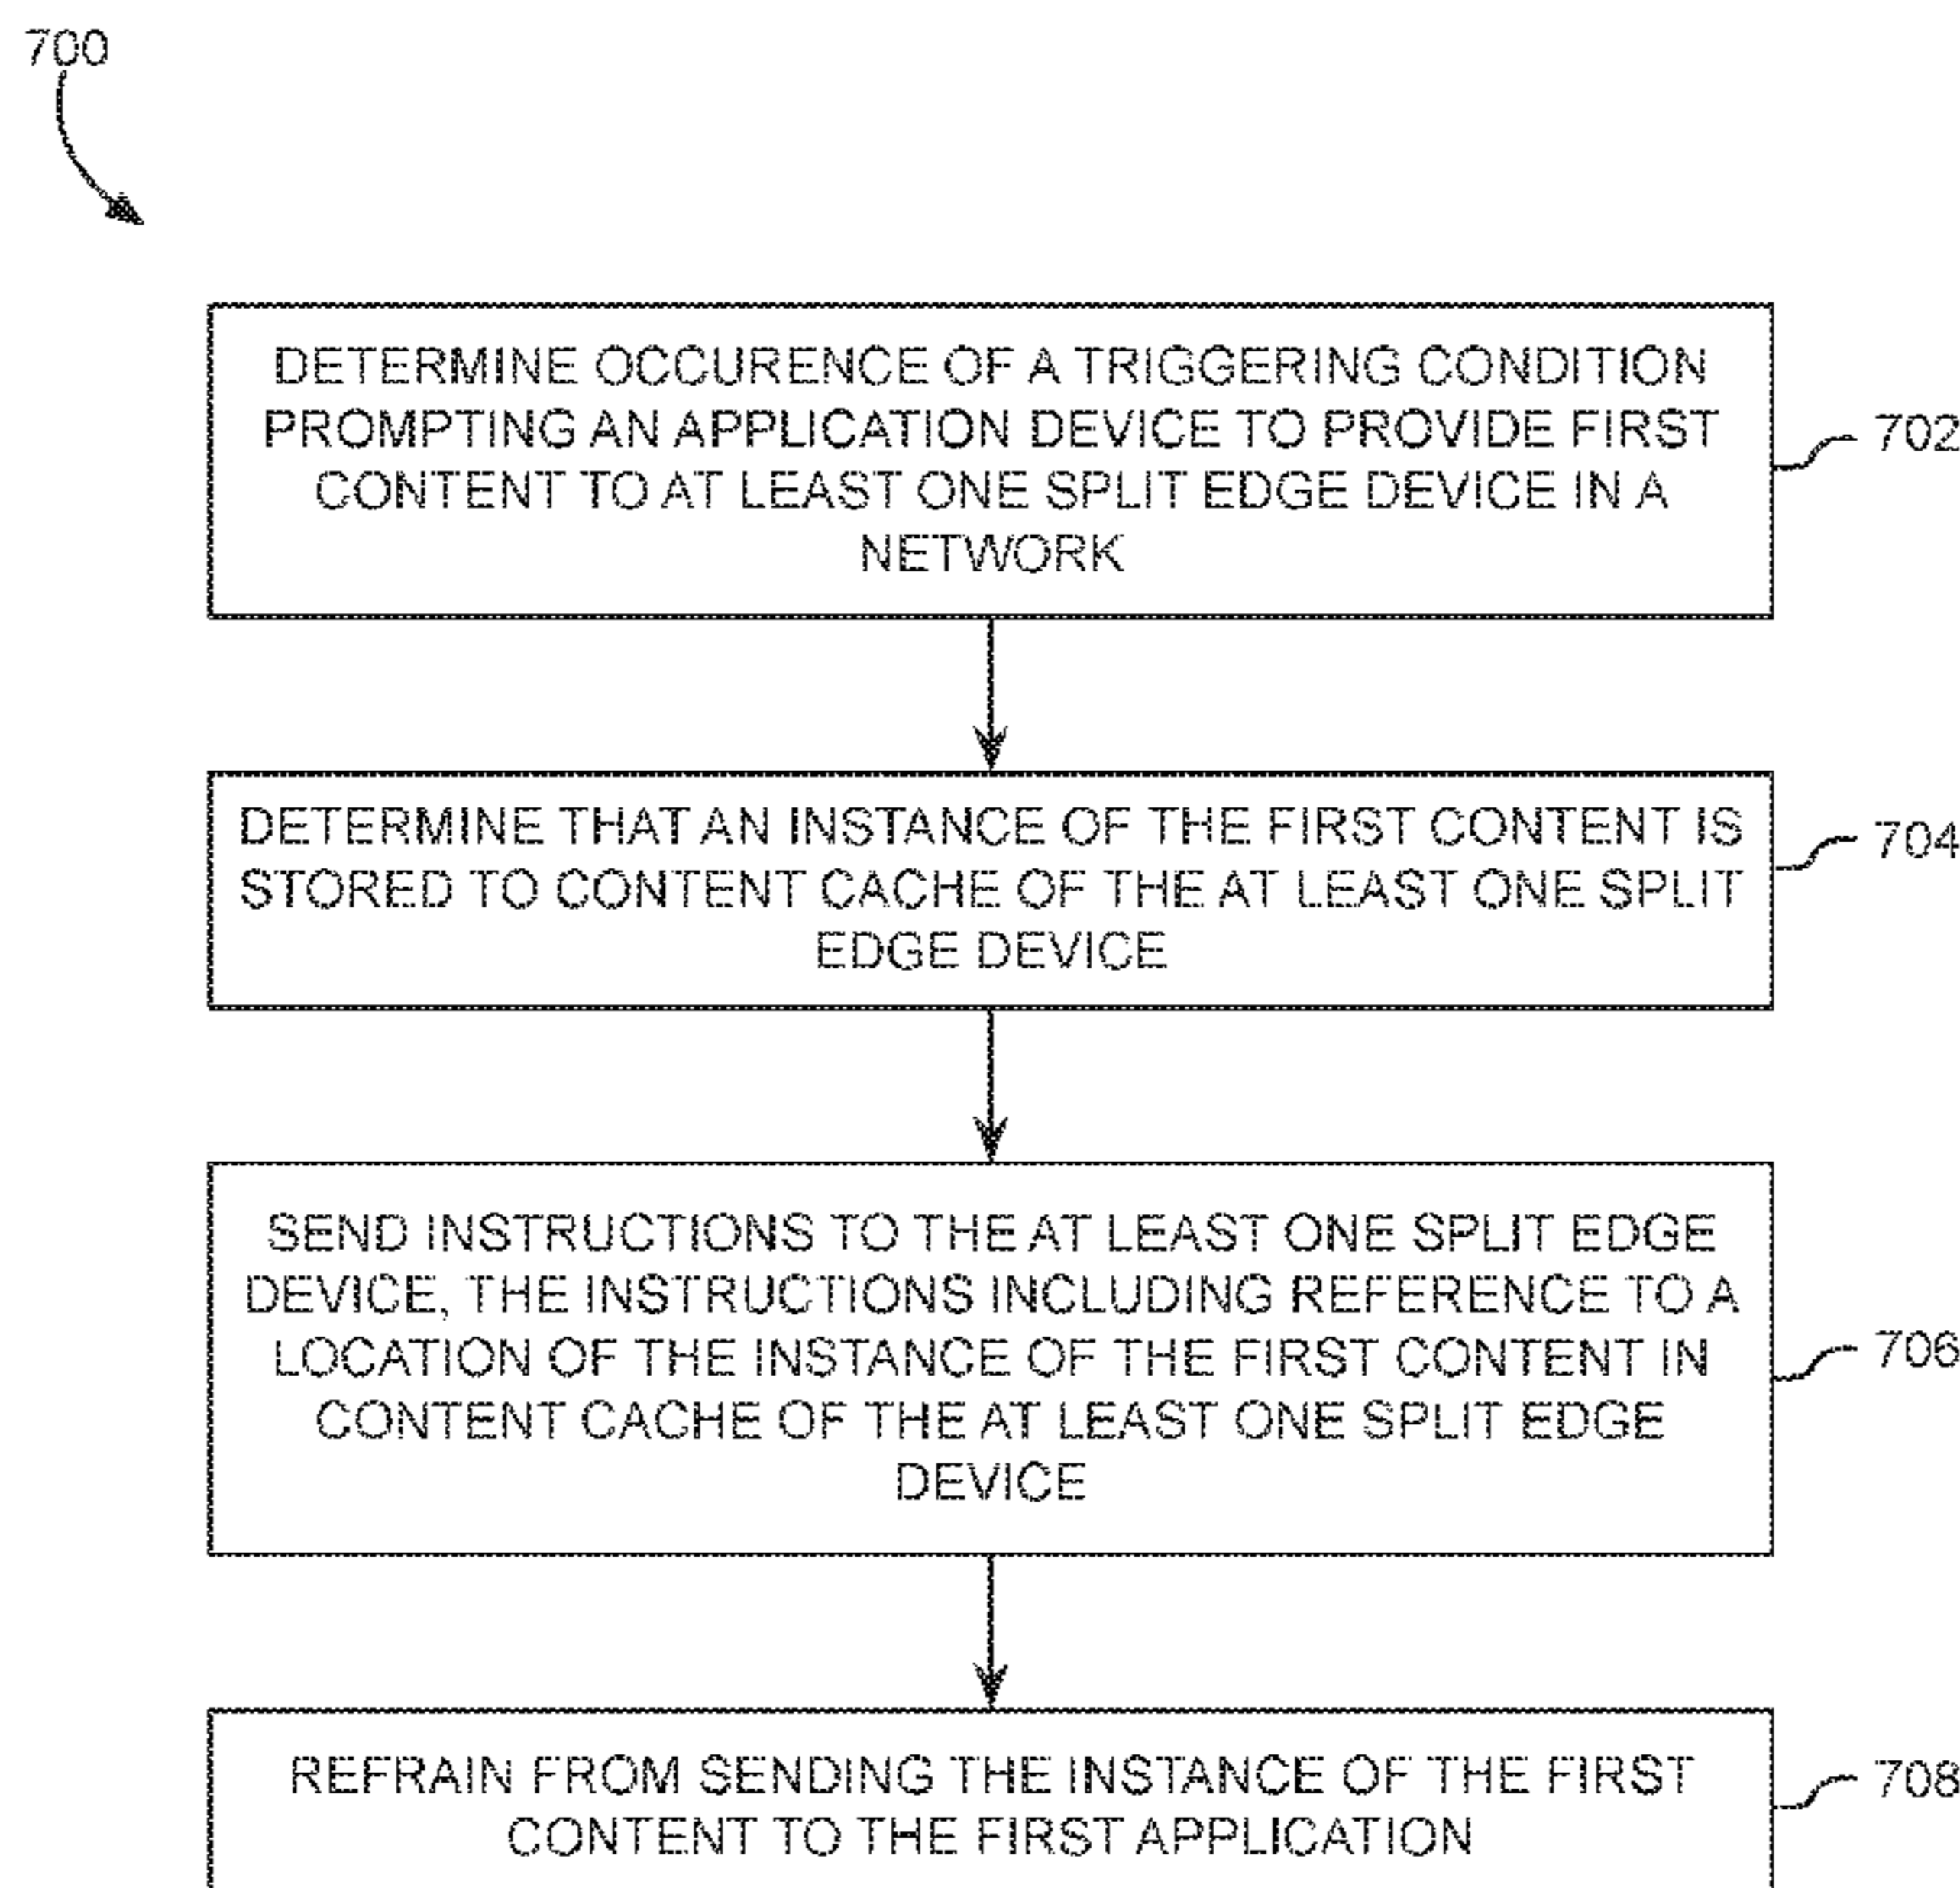 700
DETERMINE OCCURENCE OF A TRIGGERING CONDITION
PROMPTING AN APPLICATION DEVICE TO PROVIDE FIRST
CONTENT TO AT LEAST ONE SPLIT EDGE DEVICE IN A
NETWORK
702
DETERMINE THAT AN INSTANCE OF THE FIRST CONTENT IS
STORED TO CONTENT CACHE OF THE AT LEAST ONE SPLIT
EDGE DEVICE
704
SEND INSTRUCTIONS TO THE AT LEAST ONE SPLIT EDGE
DEVICE, THE INSTRUCTIONS INCLUDING REFERENCE TO A
LOCATION OF THE INSTANCE OF THE FIRST CONTENT IN
CONTENT CACHE OF THE AT LEAST ONE SPLIT EDGE
DEVICE
706
REFRAIN FROM SENDING THE INSTANCE OF THE FIRST
CONTENT TO THE FIRST APPLICATION
708